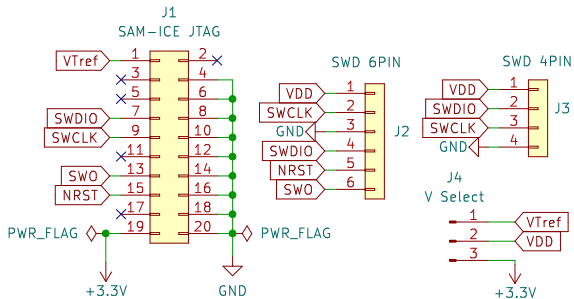 J1
SAM-ICE JTAG
VTref 1 2
3 4
5 6
SWDIO 7 8
SWCLK 9 10
11 12
SWO 13 14
NRST 15 16
17 18
PWR_FLAG 19 20 PWR_FLAG
+3.3V
GND
SWD 6PIN
VDD 1
SWCLK 2
GND 3
J2
SWDIO 4
NRST 5
SWO 6
SWD 4PIN
VDD 1
SWDIO 2
J3
SWCLK 3
GND 4
J4
V Select
1 VTref
2 VDD
3
+3.3V